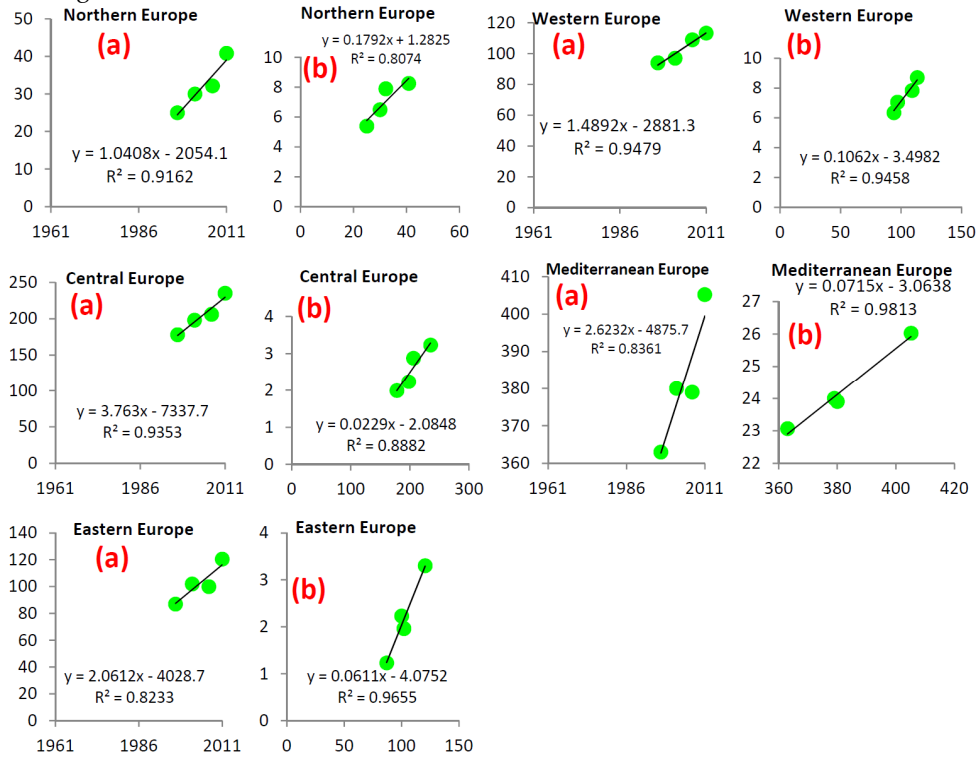 Northern Europe
(a)
50
40
30
20
10
0
y = 1.0408x - 2054.1
R² = 0.9162
1961 1986 2011
Northern Europe
y = 0.1792x + 1.2825
R² = 0.8074
(b)
10
8
6
4
2
0
0 20 40 60
Western Europe
(a)
120
100
80
60
40
20
0
y = 1.4892x - 2881.3
R² = 0.9479
1961 1986 2011
Western Europe
(b)
10
8
6
4
2
0
y = 0.1062x - 3.4982
R² = 0.9458
0 50 100 150
Central Europe
(a)
250
200
150
100
50
0
y = 3.763x - 7337.7
R² = 0.9353
1961 1986 2011
Central Europe
(b)
4
3
2
1
0
y = 0.0229x - 2.0848
R² = 0.8882
0 100 200 300
Mediterranean Europe
(a)
410
400
390
380
370
360
y = 2.6232x - 4875.7
R² = 0.8361
1961 1986 2011
Mediterranean Europe
y = 0.0715x - 3.0638
R² = 0.9813
(b)
27
26
25
24
23
22
360 380 400 420
Eastern Europe
(a)
140
120
100
80
60
40
20
0
y = 2.0612x - 4028.7
R² = 0.8233
1961 1986 2011
Eastern Europe
(b)
4
3
2
1
0
y = 0.0611x - 4.0752
R² = 0.9655
0 50 100 150